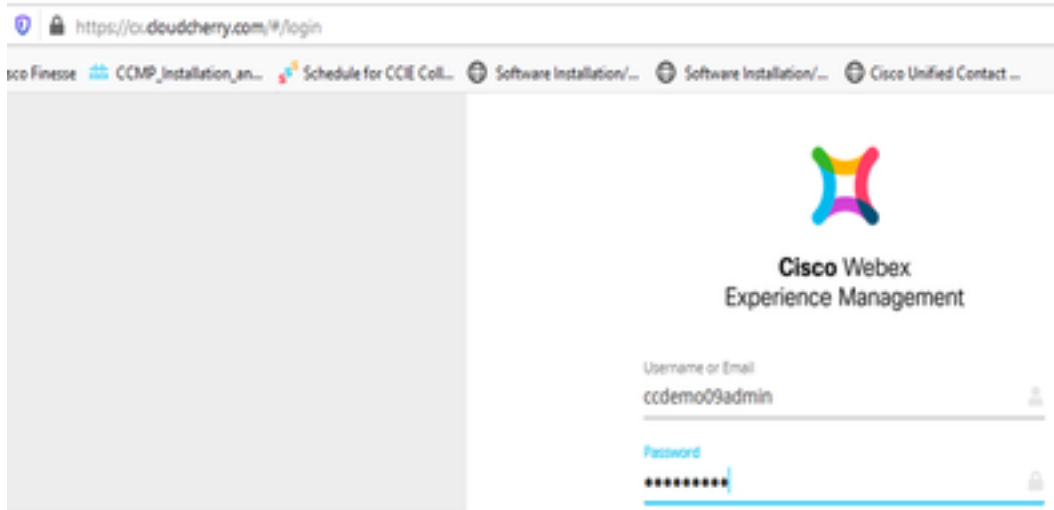 https://cx.cloudcherry.com/#/login
sco Finesse CCMP_Installation_an... Schedule for CCIE Coll... Software Installation/... Software Installation/... Cisco Unified Contact ...
Cisco Webex
Experience Management
Username or Email
ccdemo09admin
Password
•••••••••